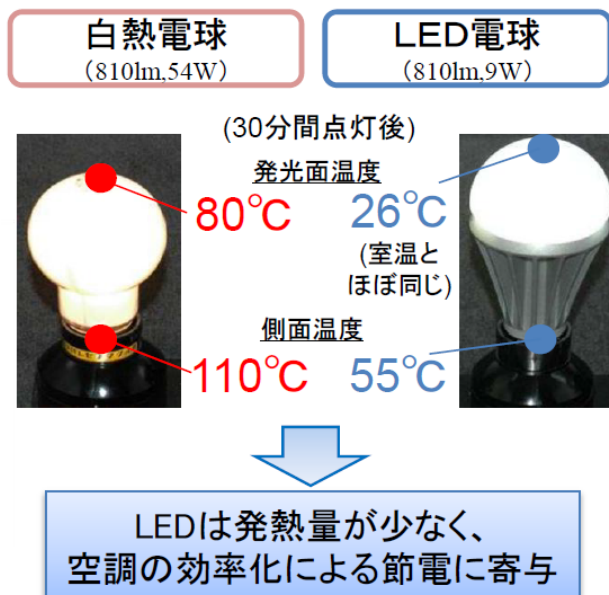 白熱電球
（810lm,54W）
LED電球
（810lm,9W）
(30分間点灯後)
発光面温度
80℃
26℃
(室温と
ほぼ同じ)
側面温度
110℃
55℃
LEDは発熱量が少なく、
空調の効率化による節電に寄与